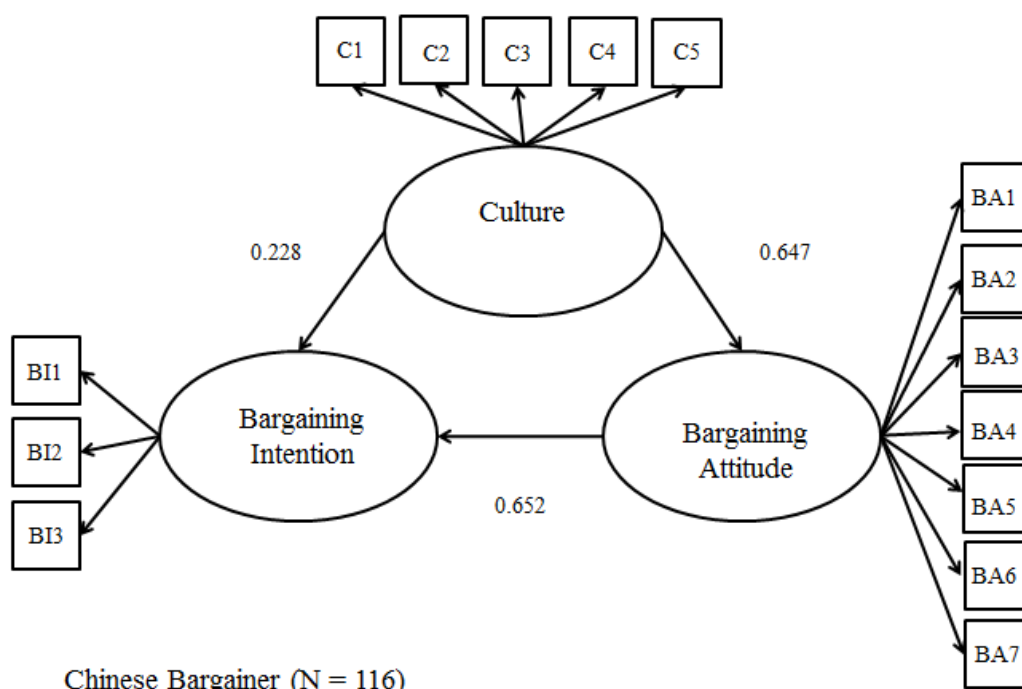 C1
C2
C3
C4
C5
Culture
0.228
0.647
BA1
BA2
BA3
BA4
BA5
BA6
BA7
BI1
BI2
BI3
Bargaining
Intention
Bargaining
Attitude
0.652
Chinese Bargainer (N = 116)